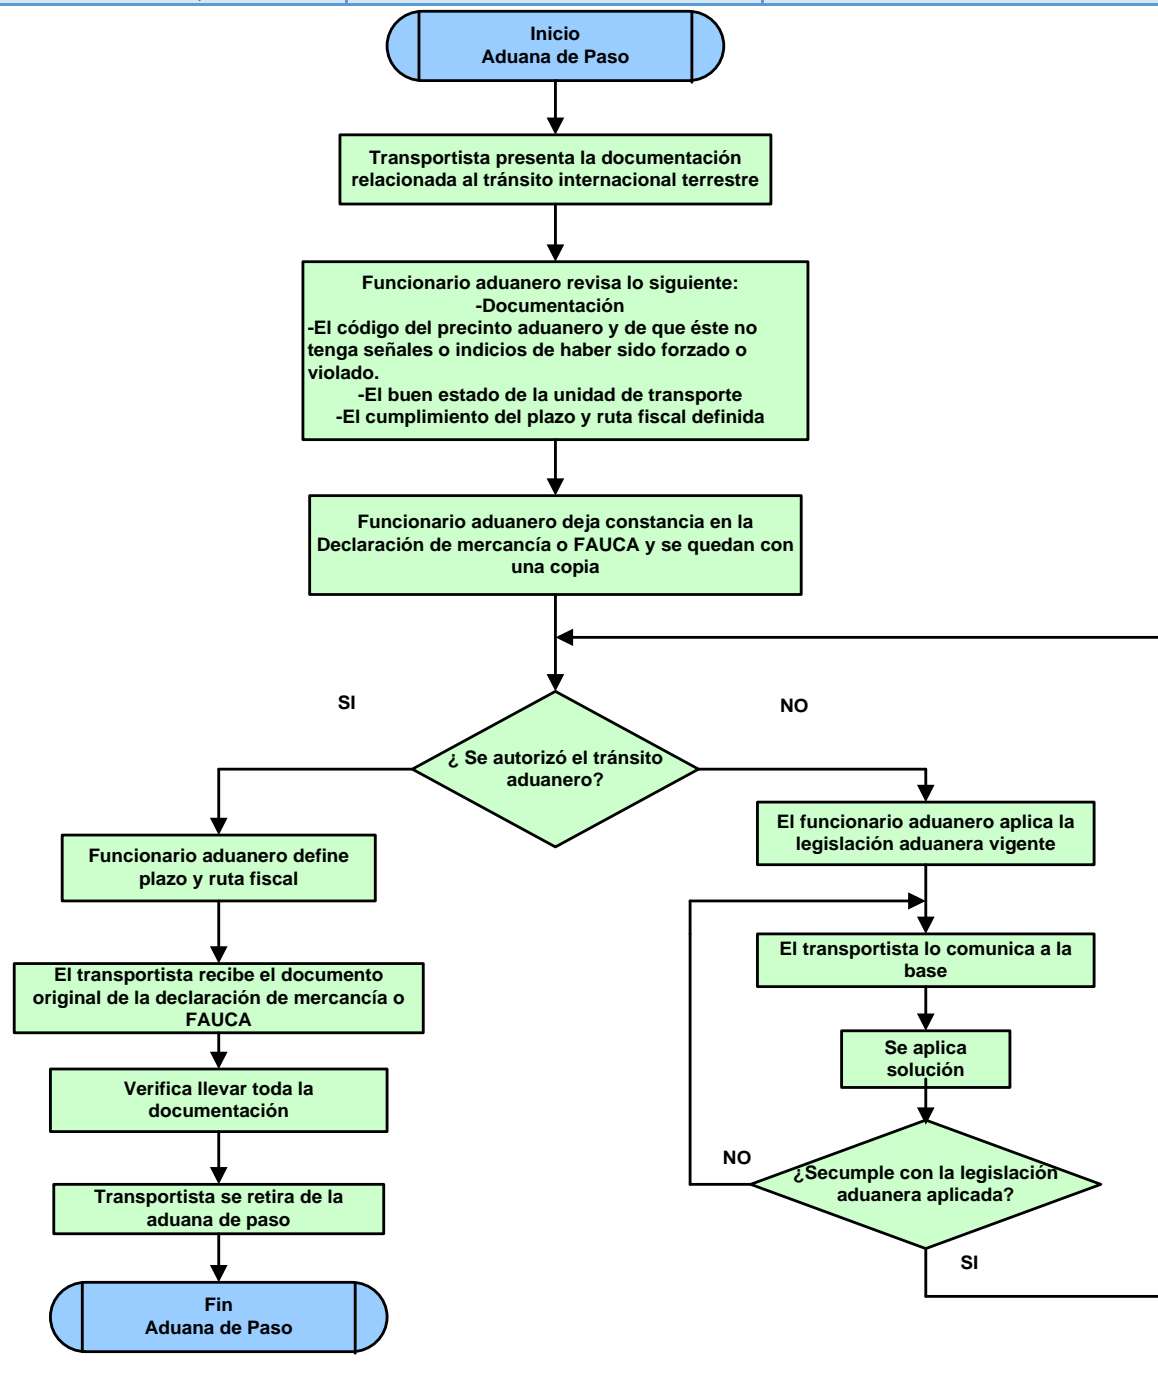 Inicio
Aduana de Paso
Transportista presenta la documentación
relacionada al tránsito internacional terrestre
Funcionario aduanero revisa lo siguiente:
-Documentación
-El código del precinto aduanero y de que éste no
tenga señales o indicios de haber sido forzado o
violado.
-El buen estado de la unidad de transporte
-El cumplimiento del plazo y ruta fiscal definida
Funcionario aduanero deja constancia en la
Declaración de mercancía o FAUCA y se quedan con
una copia
SI
NO
¿ Se autorizó el tránsito
aduanero?
Funcionario aduanero define
plazo y ruta fiscal
El transportista recibe el documento
original de la declaración de mercancía o
FAUCA
Verifica llevar toda la
documentación
Transportista se retira de la
aduana de paso
Fin
Aduana de Paso
El funcionario aduanero aplica la
legislación aduanera vigente
El transportista lo comunica a la
base
Se aplica
solución
NO
¿Secumple con la legislación
aduanera aplicada?
SI